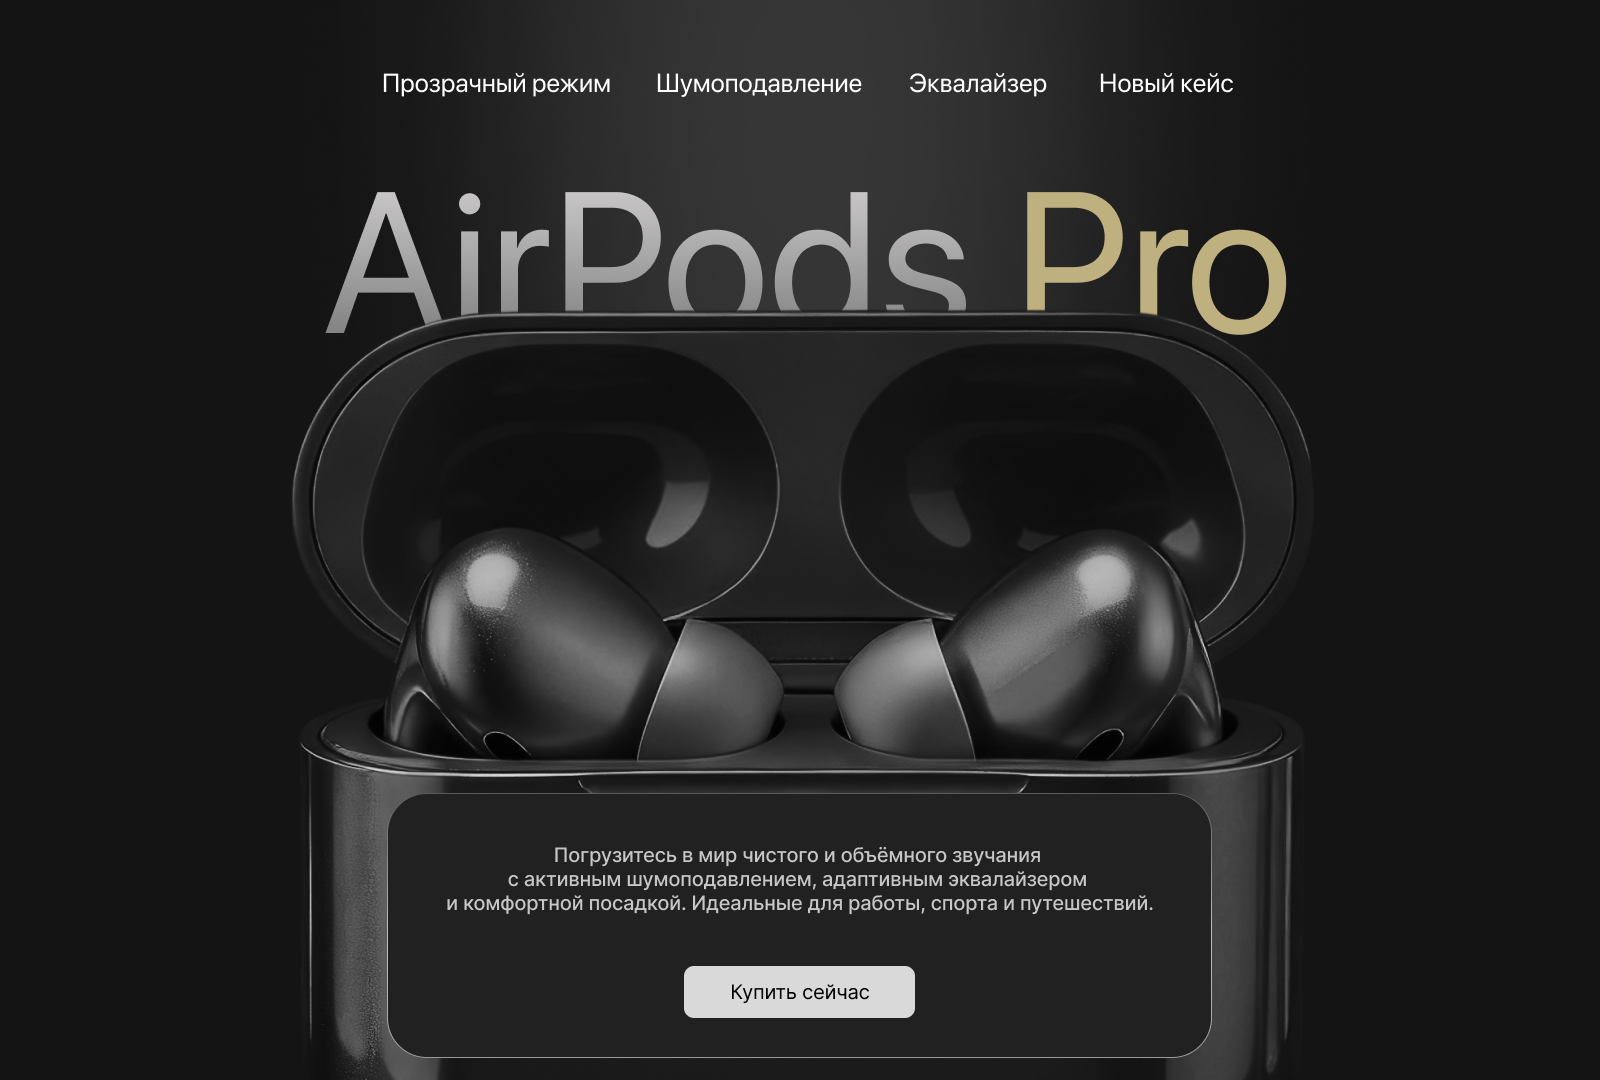 Прозрачный режим Шумоподавление Эквалайзер Новый кейс
AirPods Pro
Погрузитесь в мир чистого и объёмного звучания
с активным шумоподавлением, адаптивным эквалайзером
и комфортной посадкой. Идеальные для работы, спорта и путешествий.
Купить сейчас